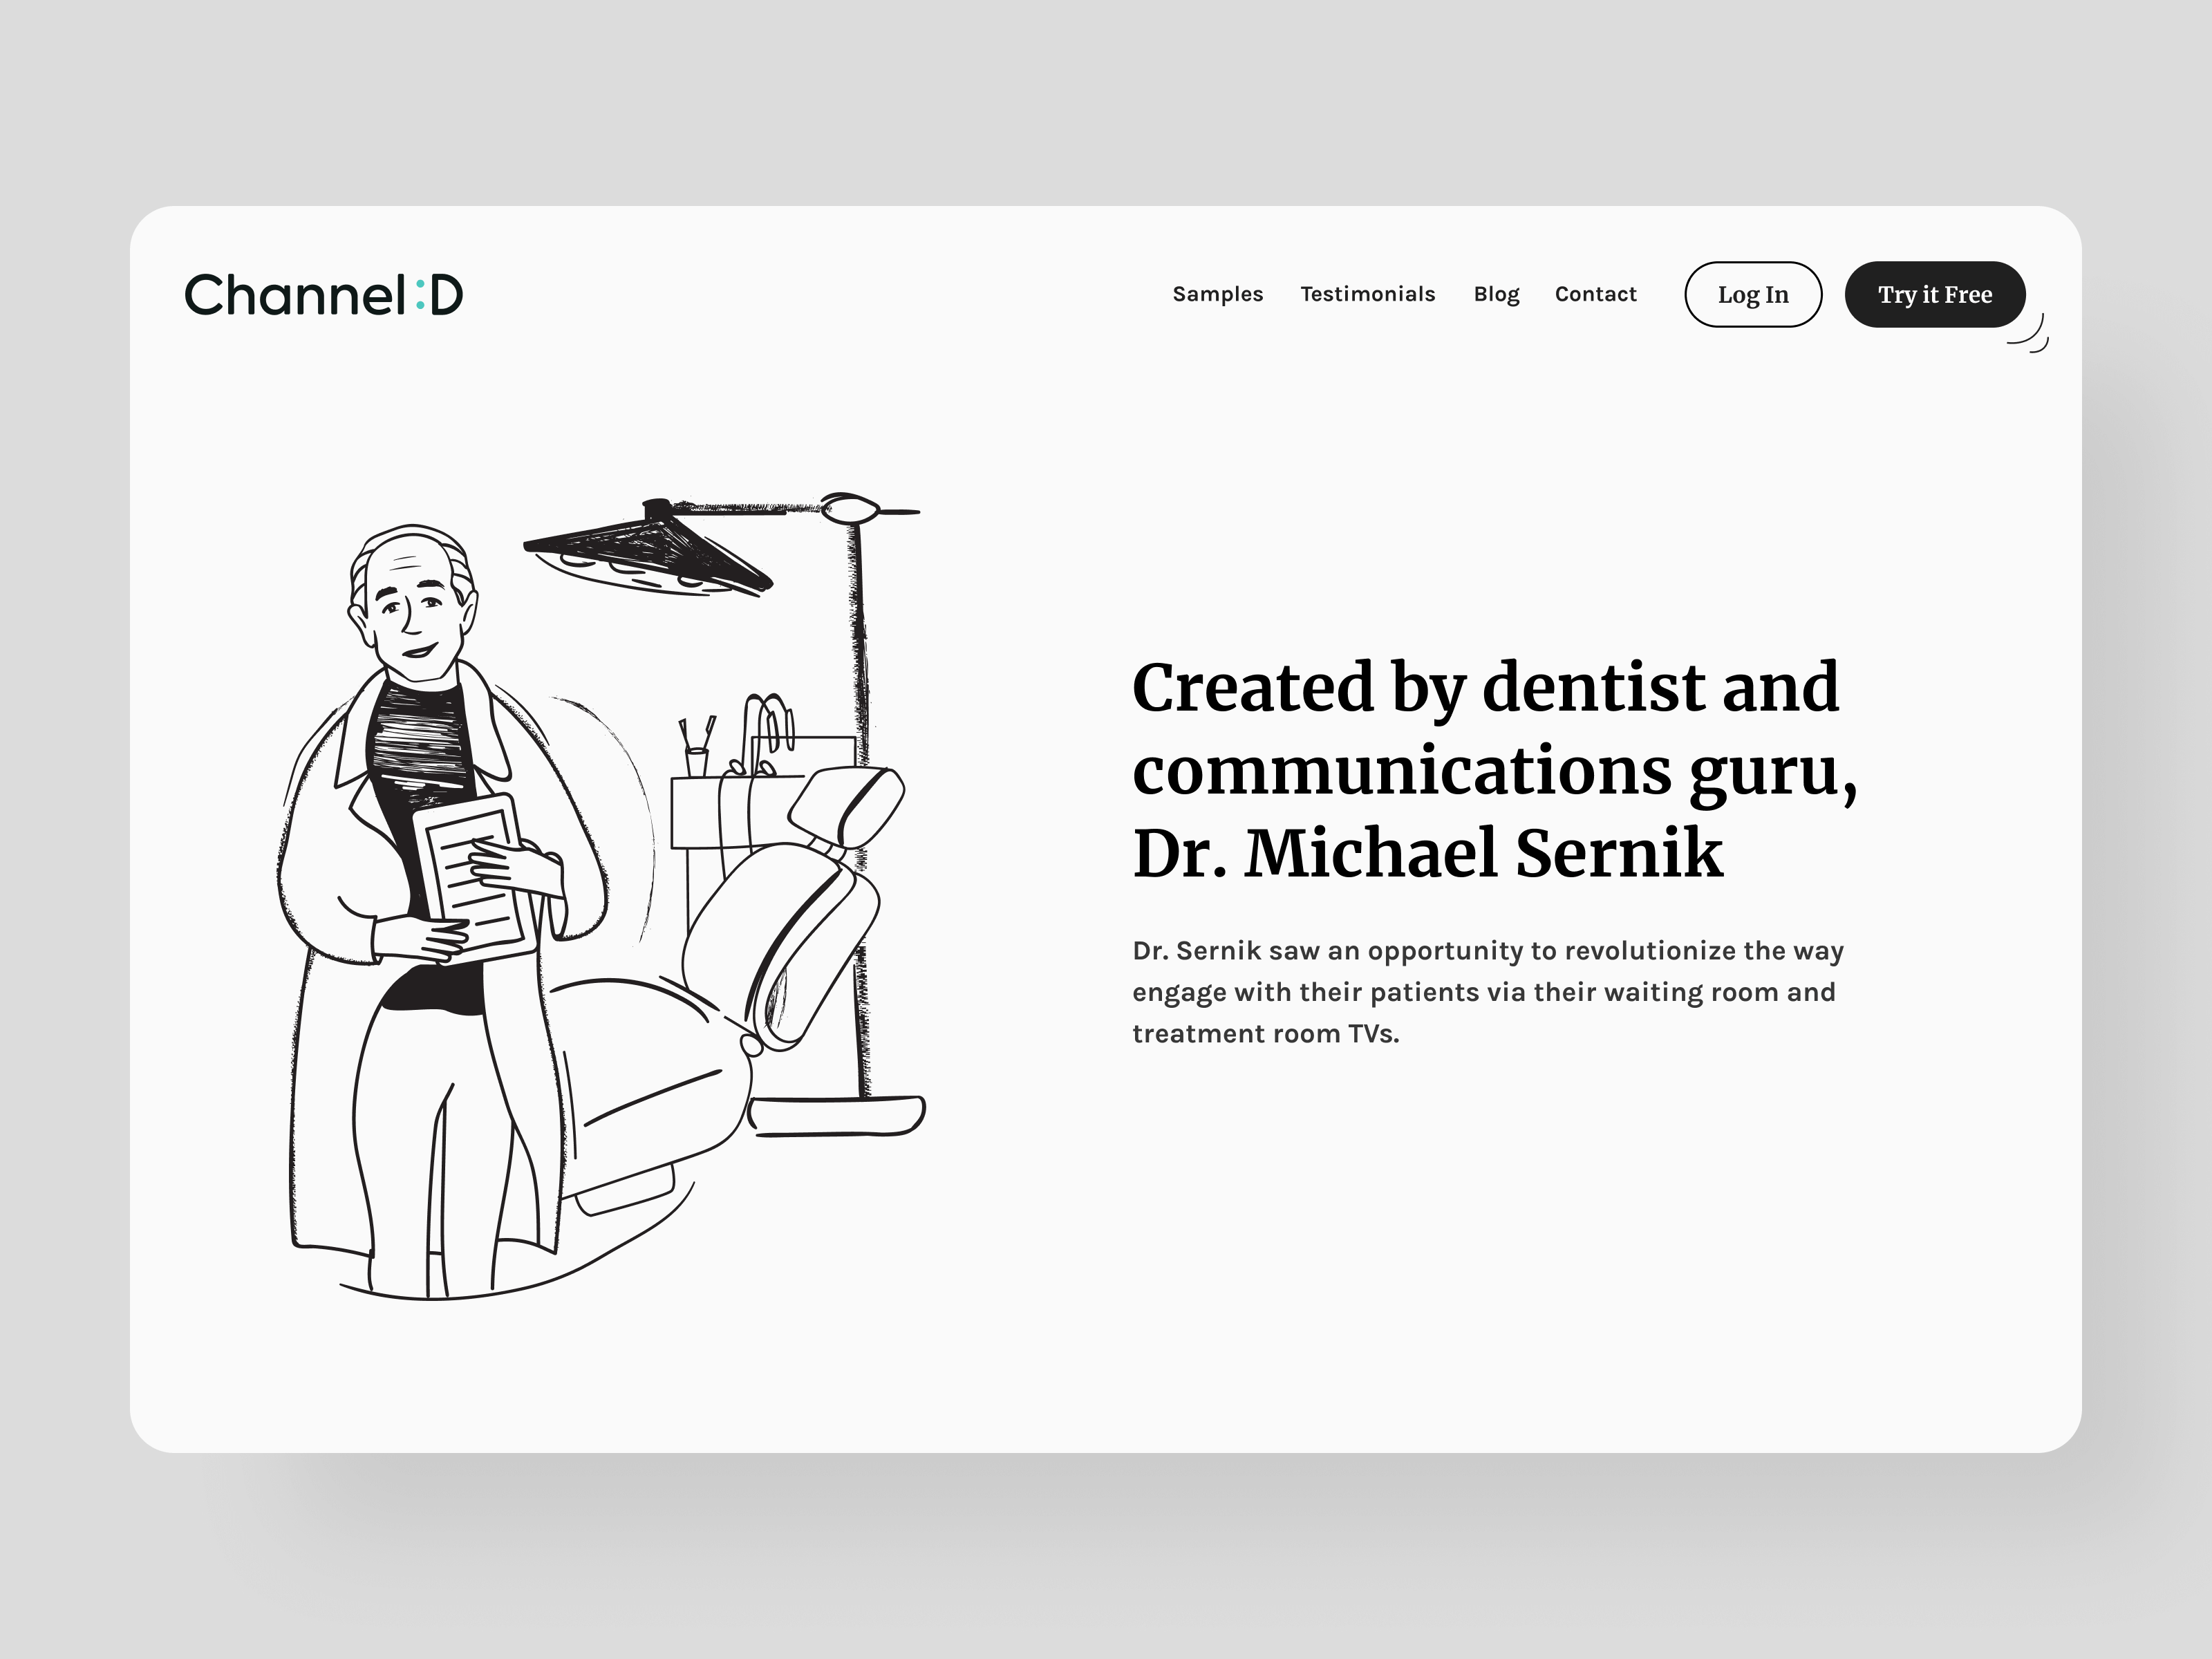 Channel:D
Samples Testimonials Blog Contact Log In Try it Free
Created by dentist and
communications guru,
Dr. Michael Sernik
Dr. Sernik saw an opportunity to revolutionize the way
engage with their patients via their waiting room and
treatment room TVs.